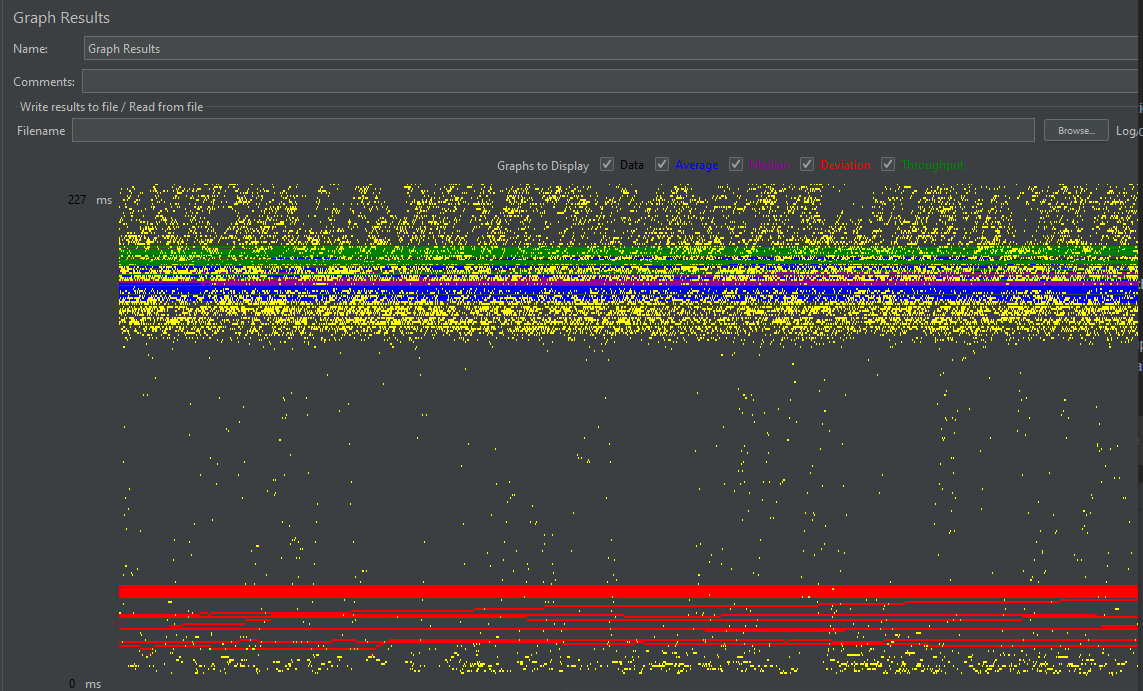 Graph Results
Name: Graph Results
Comments:
Write results to file / Read from file
Filename Browse...
Graphs to Display Data Average Median Deviation Throughput
227 ms
0 ms